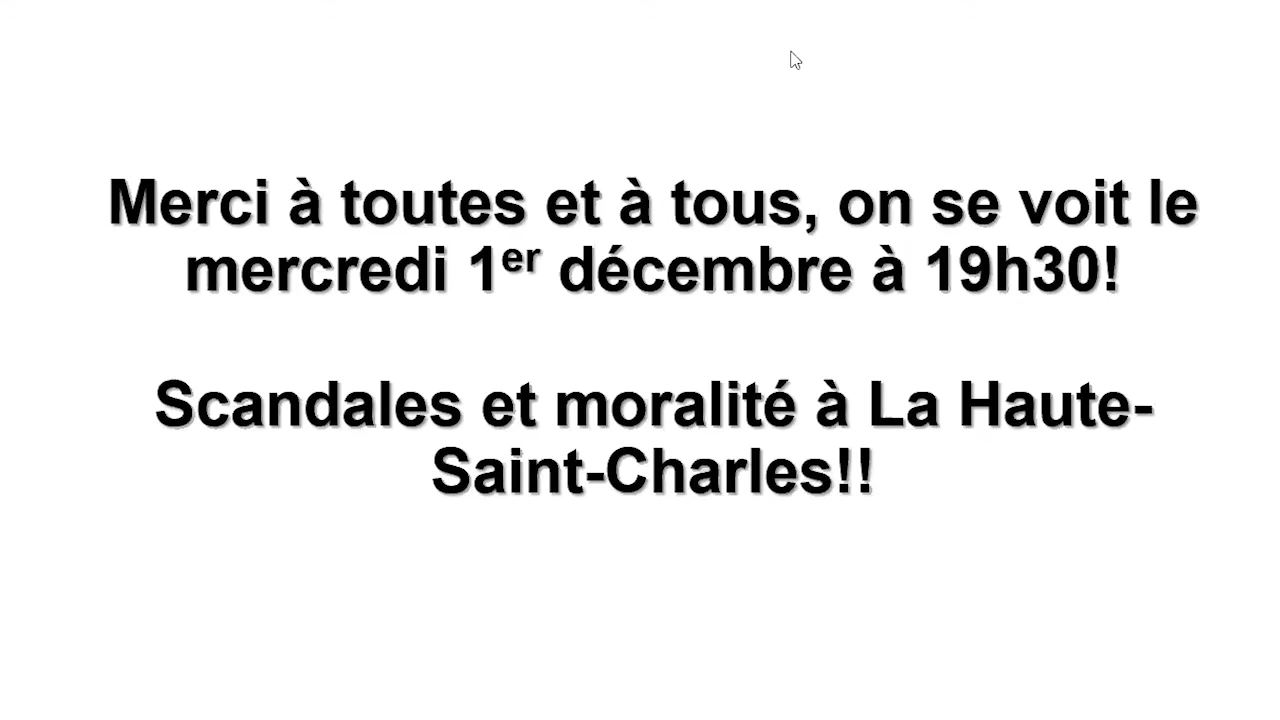 Merci à toutes et à tous, on se voit le
mercredi 1er décembre à 19h30!
Scandales et moralité à La Haute-
Saint-Charles!!